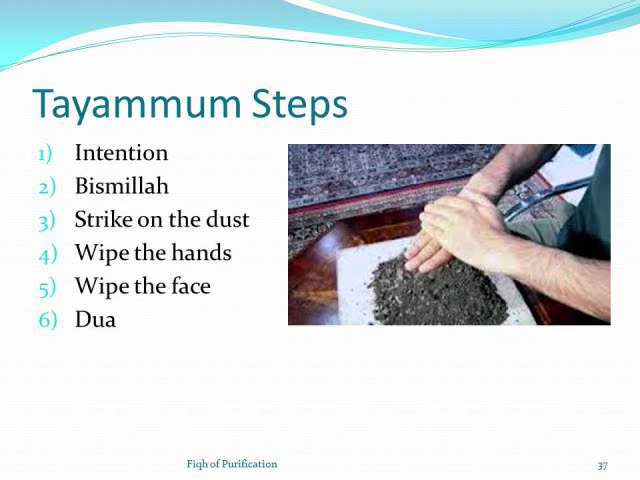 Tayammum Steps
1) Intention
2) Bismillah
3) Strike on the dust
4) Wipe the hands
5) Wipe the face
6) Dua
Fiqh of Purification
37